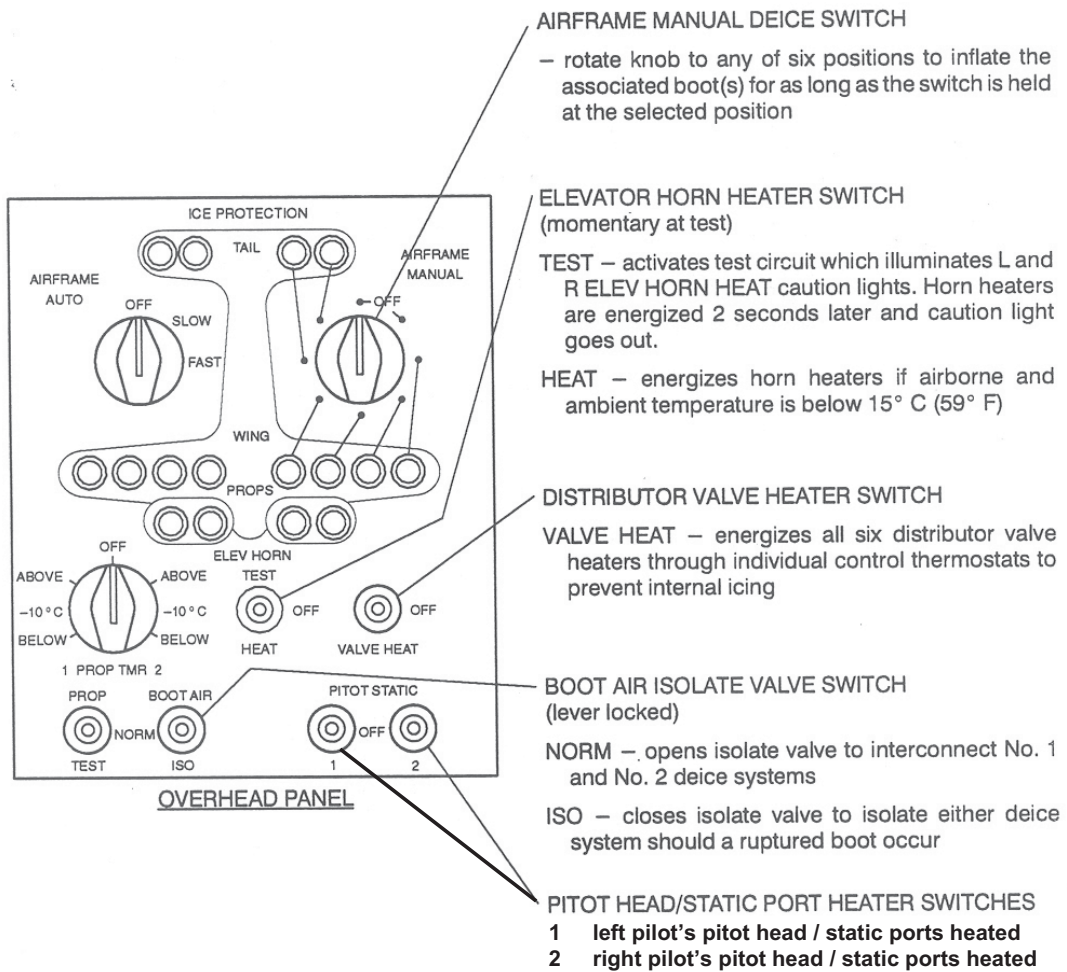 AIRFRAME MANUAL DEICE SWITCH
– rotate knob to any of six positions to inflate the
associated boot(s) for as long as the switch is held
at the selected position
ELEVATOR HORN HEATER SWITCH
(momentary at test)
TEST – activates test circuit which illuminates L and
R ELEV HORN HEAT caution lights. Horn heaters
are energized 2 seconds later and caution light
goes out.
HEAT – energizes horn heaters if airborne and
ambient temperature is below 15° C (59° F)
DISTRIBUTOR VALVE HEATER SWITCH
VALVE HEAT – energizes all six distributor valve
heaters through individual control thermostats to
prevent internal icing
BOOT AIR ISOLATE VALVE SWITCH
(lever locked)
NORM – opens isolate valve to interconnect No. 1
and No. 2 deice systems
ISO – closes isolate valve to isolate either deice
system should a ruptured boot occur
PITOT HEAD/STATIC PORT HEATER SWITCHES
1 left pilot's pitot head / static ports heated
2 right pilot's pitot head / static ports heated
ICE PROTECTION
TAIL
AIRFRAME
AUTO
AIRFRAME
MANUAL
OFF
SLOW
FAST
OFF
WING
PROPS
ELEV HORN
OFF
ABOVE
ABOVE
-10°C
-10°C
BELOW
BELOW
1 PROP TMR 2
TEST
OFF
HEAT
OFF
VALVE HEAT
PROP
BOOT AIR
NORM
TEST
ISO
PITOT STATIC
OFF
1
2
OVERHEAD PANEL